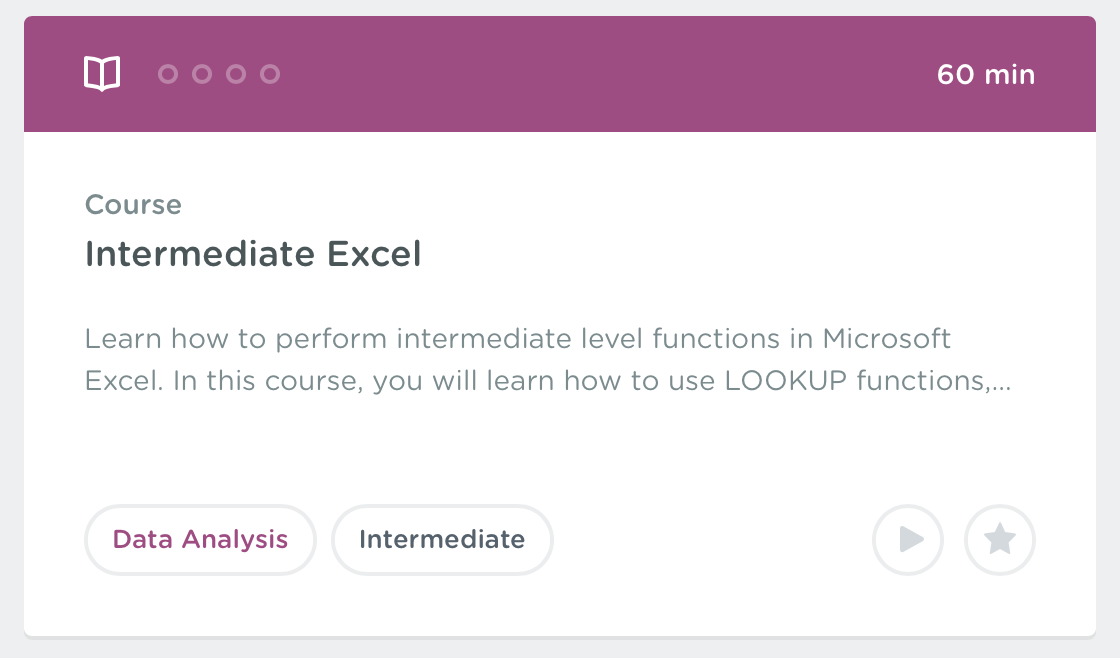 60 min
Course
Intermediate Excel
Learn how to perform intermediate level functions in Microsoft
Excel. In this course, you will learn how to use LOOKUP functions,...
Data Analysis
Intermediate